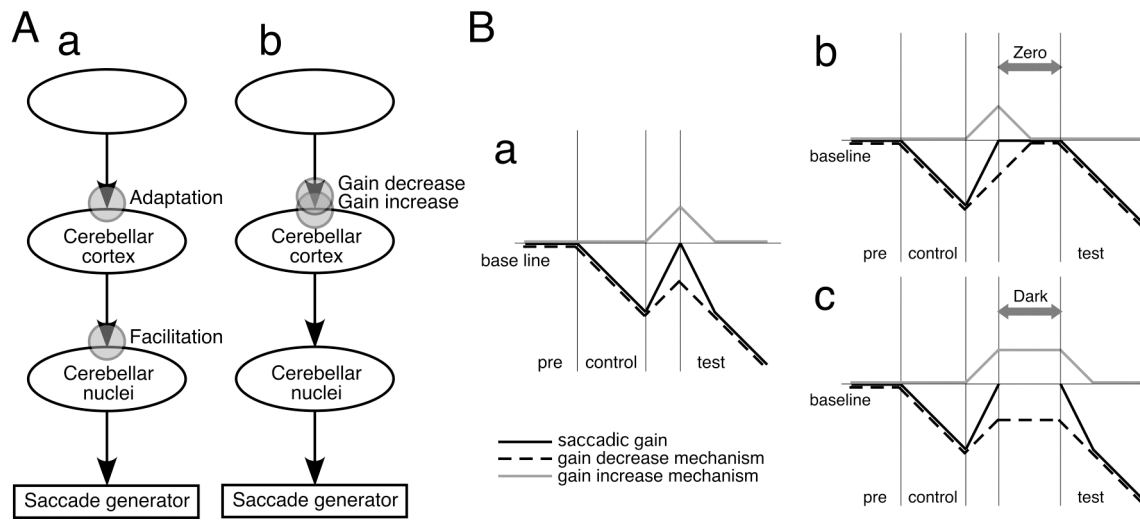 A
a
b
Adaptation
Cerebellar
cortex
Facilitation
Cerebellar
nuclei
Saccade generator
Gain decrease
Gain increase
Cerebellar
cortex
Cerebellar
nuclei
Saccade generator
B
a
base line
pre
control
test
saccadic gain
gain decrease mechanism
gain increase mechanism
b
Zero
baseline
pre
control
test
c
Dark
baseline
pre
control
test